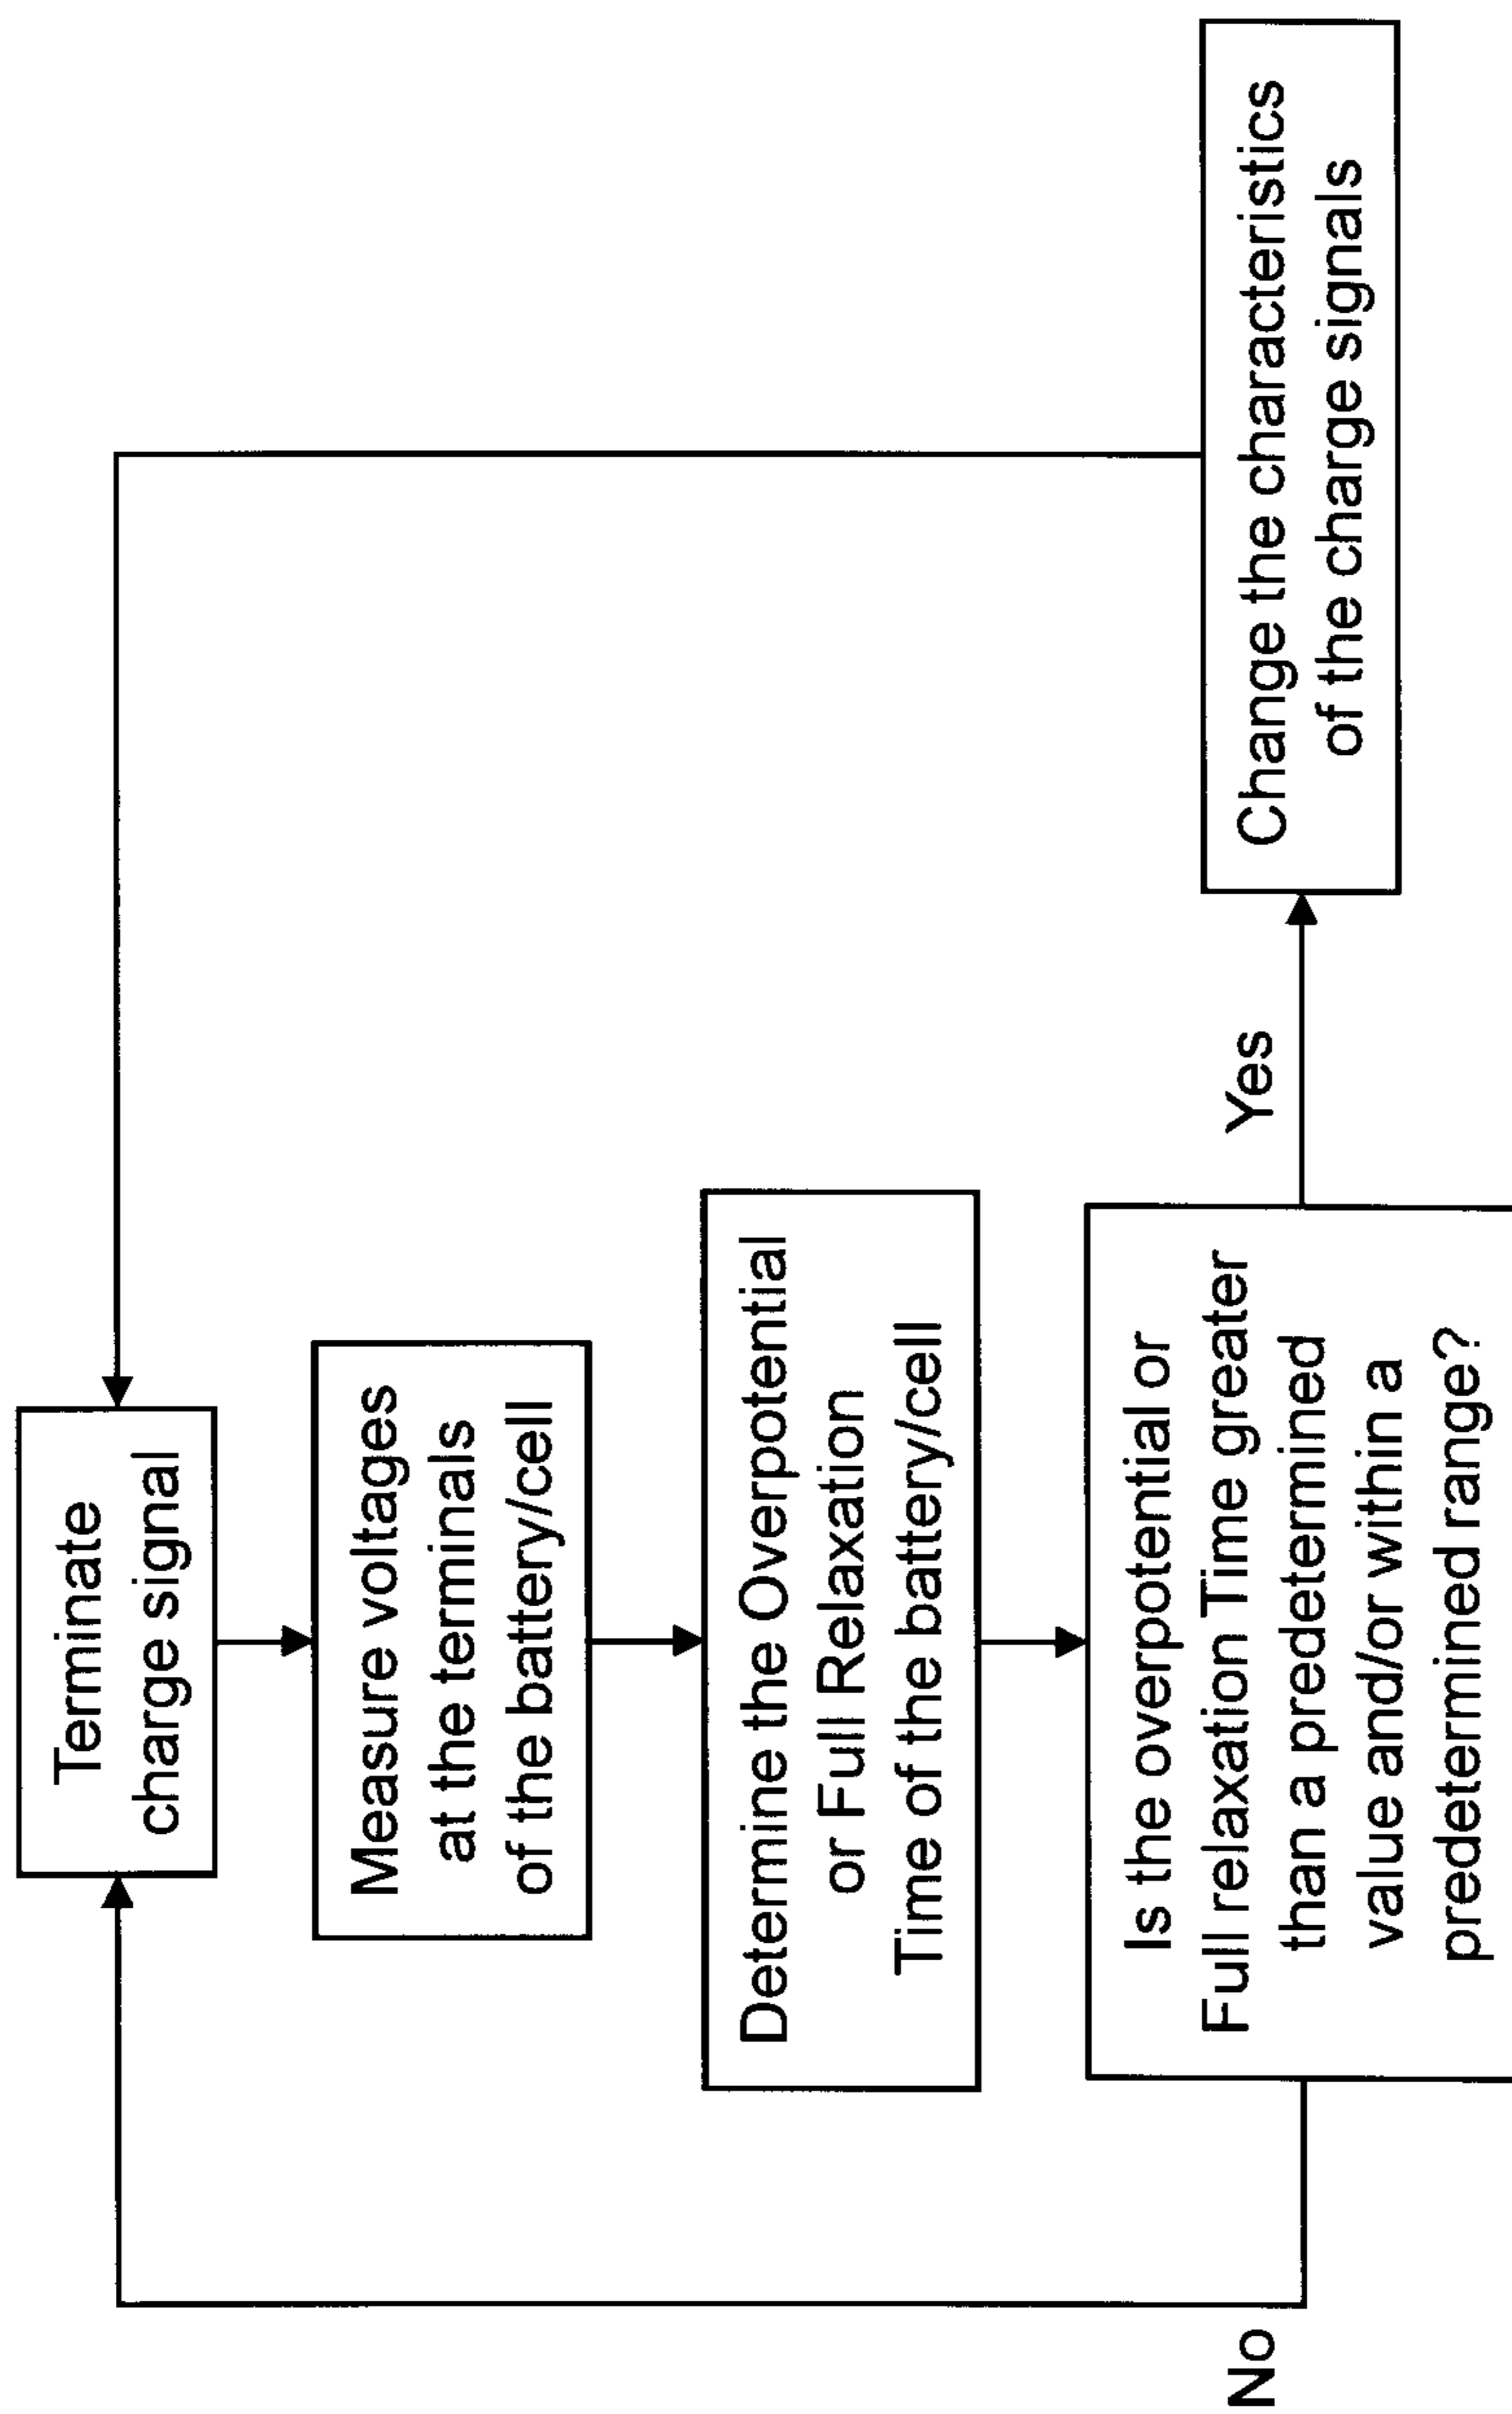 Terminate
charge signal
Measure voltages
at the terminals
of the battery/cell
Determine the Overpotential
or Full Relaxation
Time of the battery/cell
Is the overpotential or
Full relaxation Time greater
than a predetermined
value and/or within a
predetermined range?
No
Yes
Change the characteristics
of the charge signals